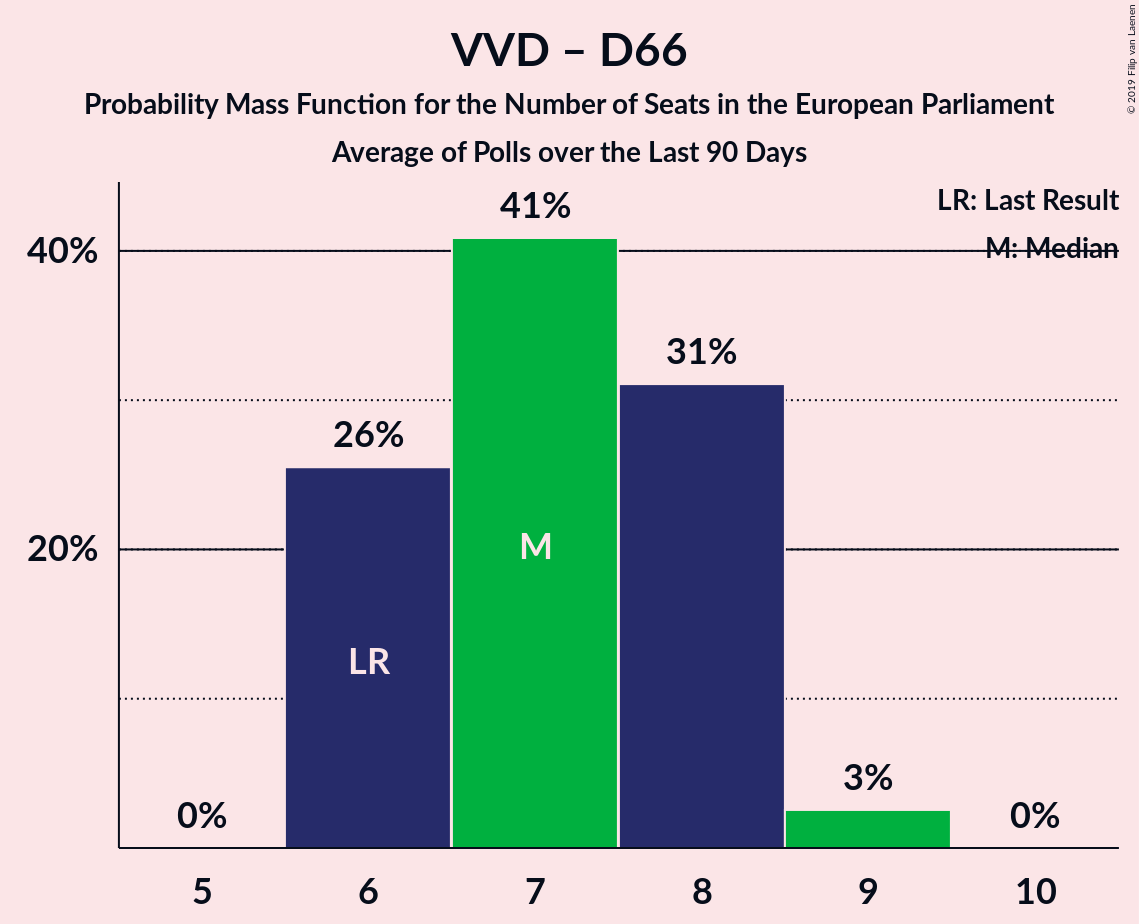 VVD – D66
Probability Mass Function for the Number of Seats in the European Parliament
Average of Polls over the Last 90 Days
© 2019 Filip van Laenen
LR: Last Result
M: Median
40%
20%
0%
26%
41%
31%
3%
0%
LR
M
5 6 7 8 9 10